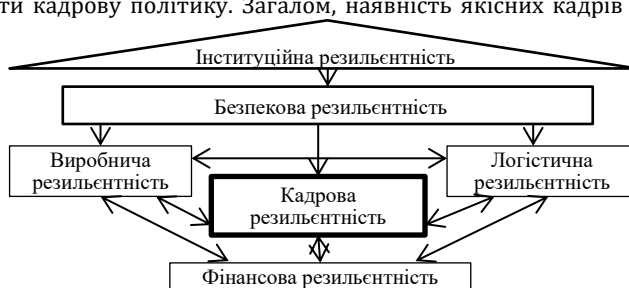 ти кадрову політику. Загалом, наявність якісних кадрів
Інституційна резильєнтність
Безпекова резильєнтність
Виробнича
резильєнтність
Логістична
резильєнтність
Кадрова
резильєнтність
Фінансова резильєнтність